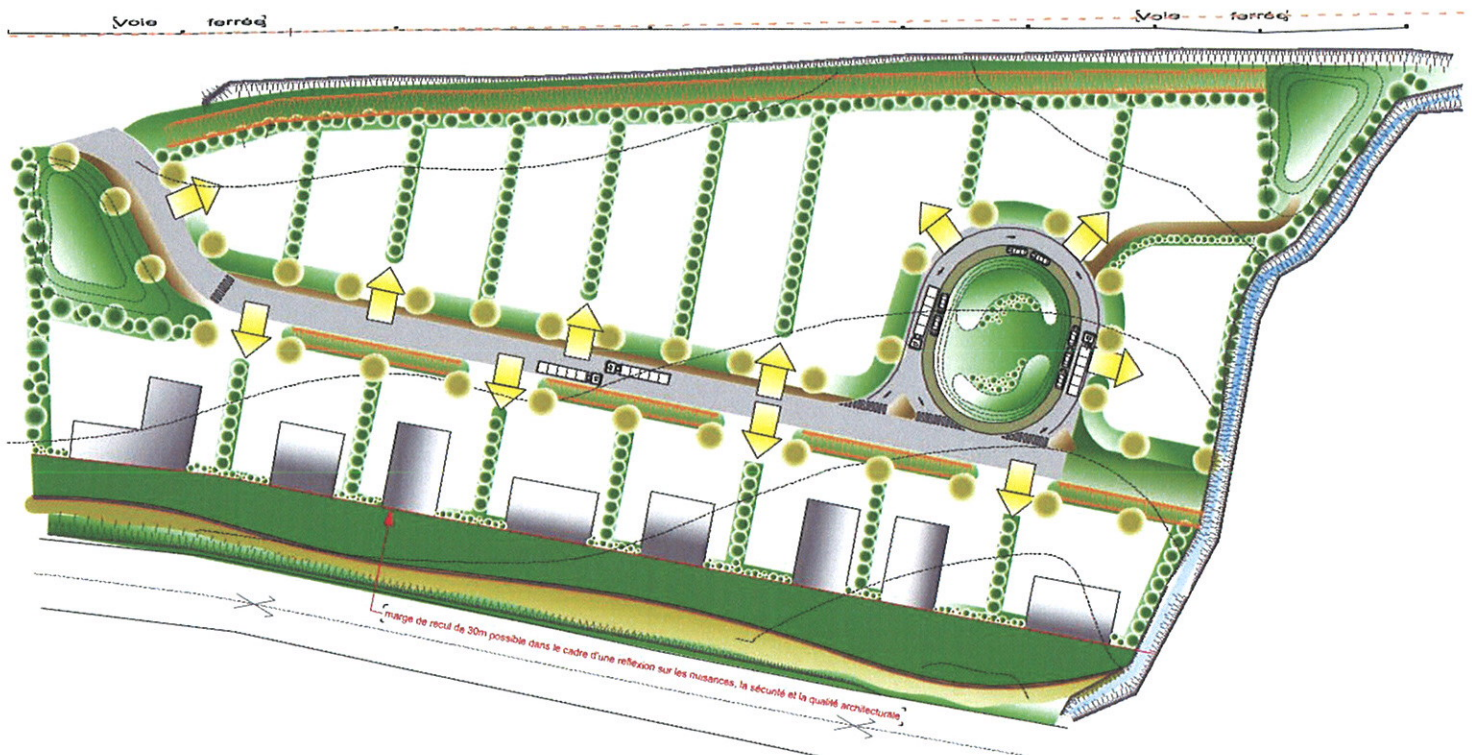 Voie ferrée
Voie ferrée
marge de recul de 30m possible dans le cadre d'une reflexion sur les nuisances, la sécurité et la qualité architecturale